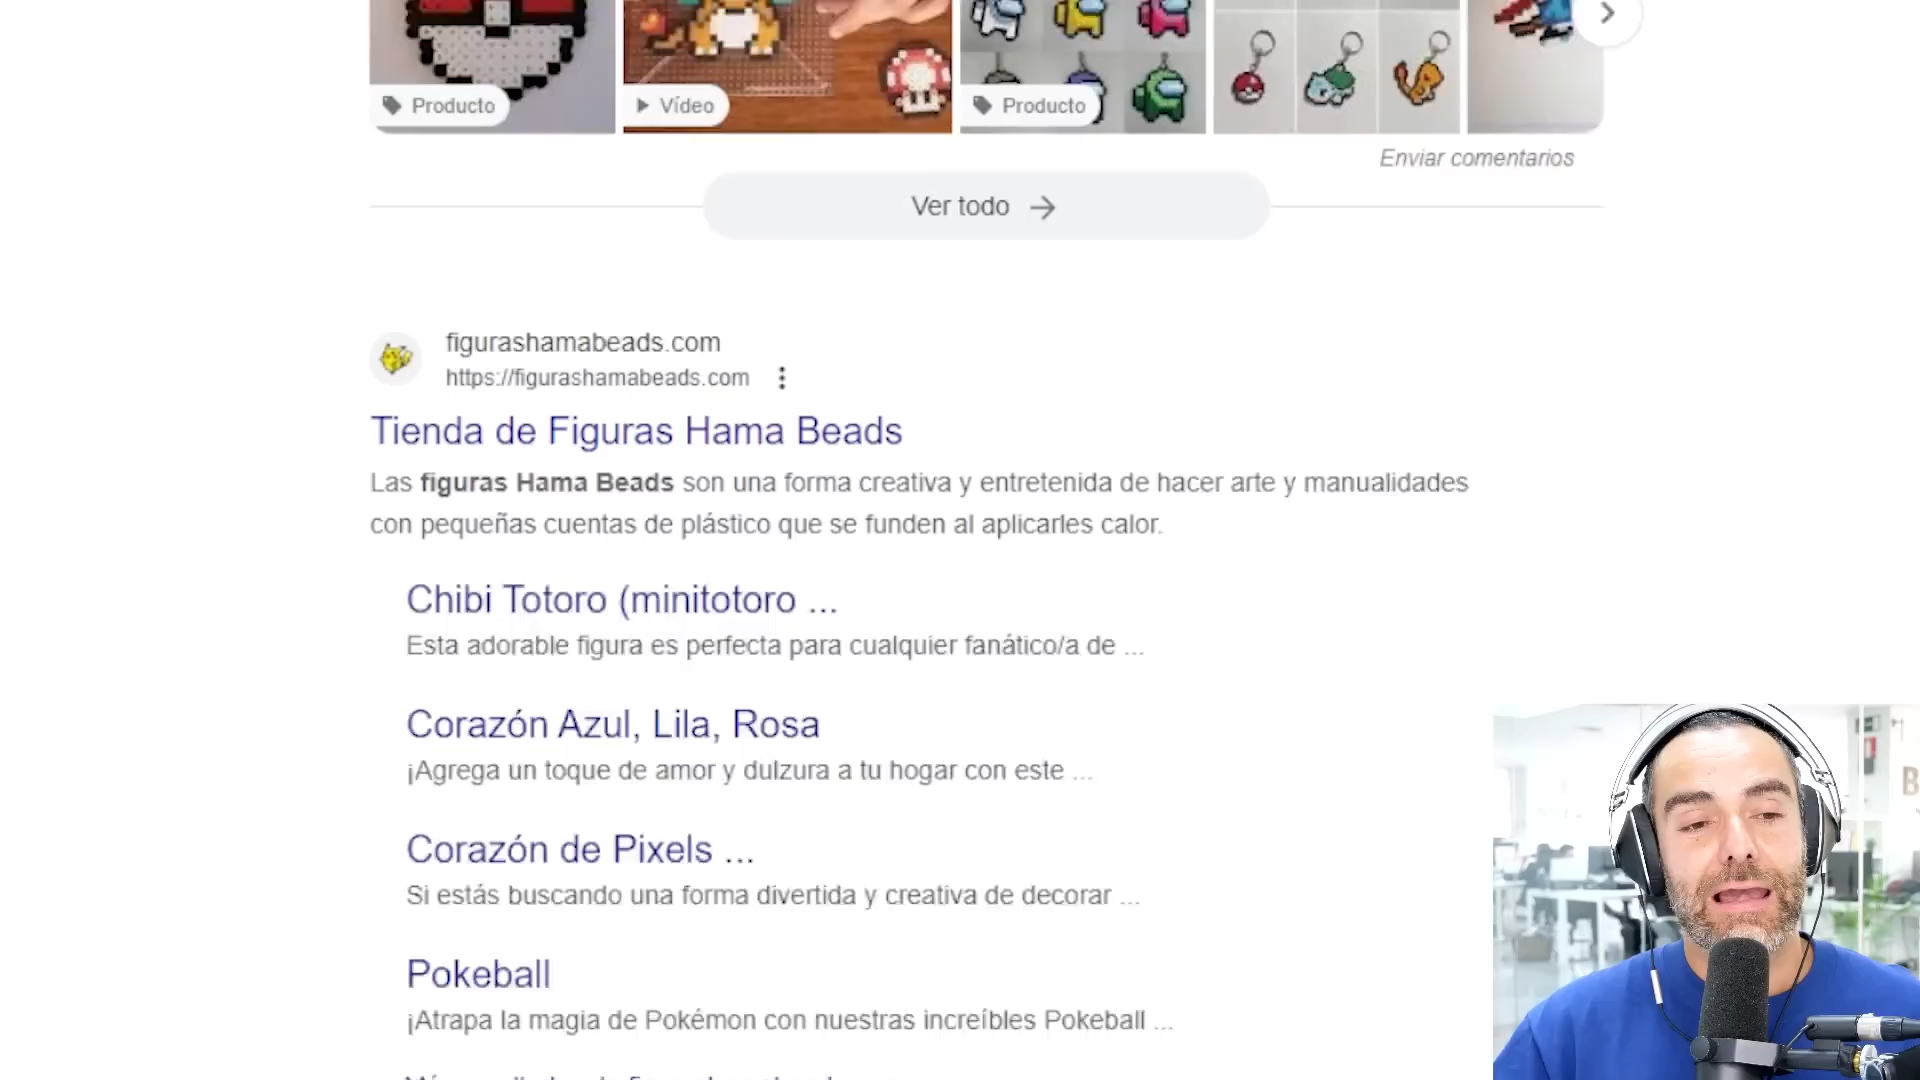 Producto
Vídeo
Producto
Enviar comentarios
Ver todo
figurashamabeads.com
https://figurashamabeads.com
Tienda de Figuras Hama Beads
Las figuras Hama Beads son una forma creativa y entretenida de hacer arte y manualidades
con pequeñas cuentas de plástico que se funden al aplicarles calor.
Chibi Totoro (minitotoro ...
Esta adorable figura es perfecta para cualquier fanático/a de ...
Corazón Azul, Lila, Rosa
¡Agrega un toque de amor y dulzura a tu hogar con este ...
Corazón de Pixels ...
Si estás buscando una forma divertida y creativa de decorar ...
Pokeball
¡Atrapa la magia de Pokémon con nuestras increíbles Pokeball ...